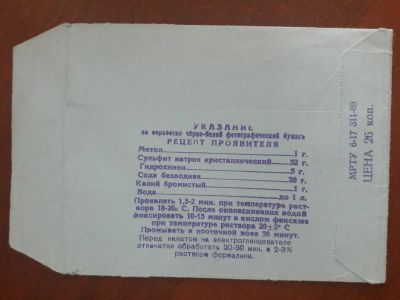 УКАЗАНИЕ
по обработке чёрно-белой фотографической бумаги
РЕЦЕПТ ПРОЯВИТЕЛЯ
Метол 1 г.
Сульфит натрия кристаллический 52 г.
Гидрохинон 5 г.
Сода безводная 20 г.
Калий бромистый 1 г.
Вода до 1 л.
Проявлять 1,5-2 мин. при температуре раст-
вора 18-20° С. После ополаскивания водой
фиксировать 10-15 минут в кислом фиксаже
при температуре раствора 20±2° С
Промывать в проточной воде 30 минут.
Перед накатом на электроглянцователе
отпечатки обработать 20-30 мин. в 2-3%
растворе формалина.
МРТУ 6-17 311-69
ЦЕНА 25 коп.